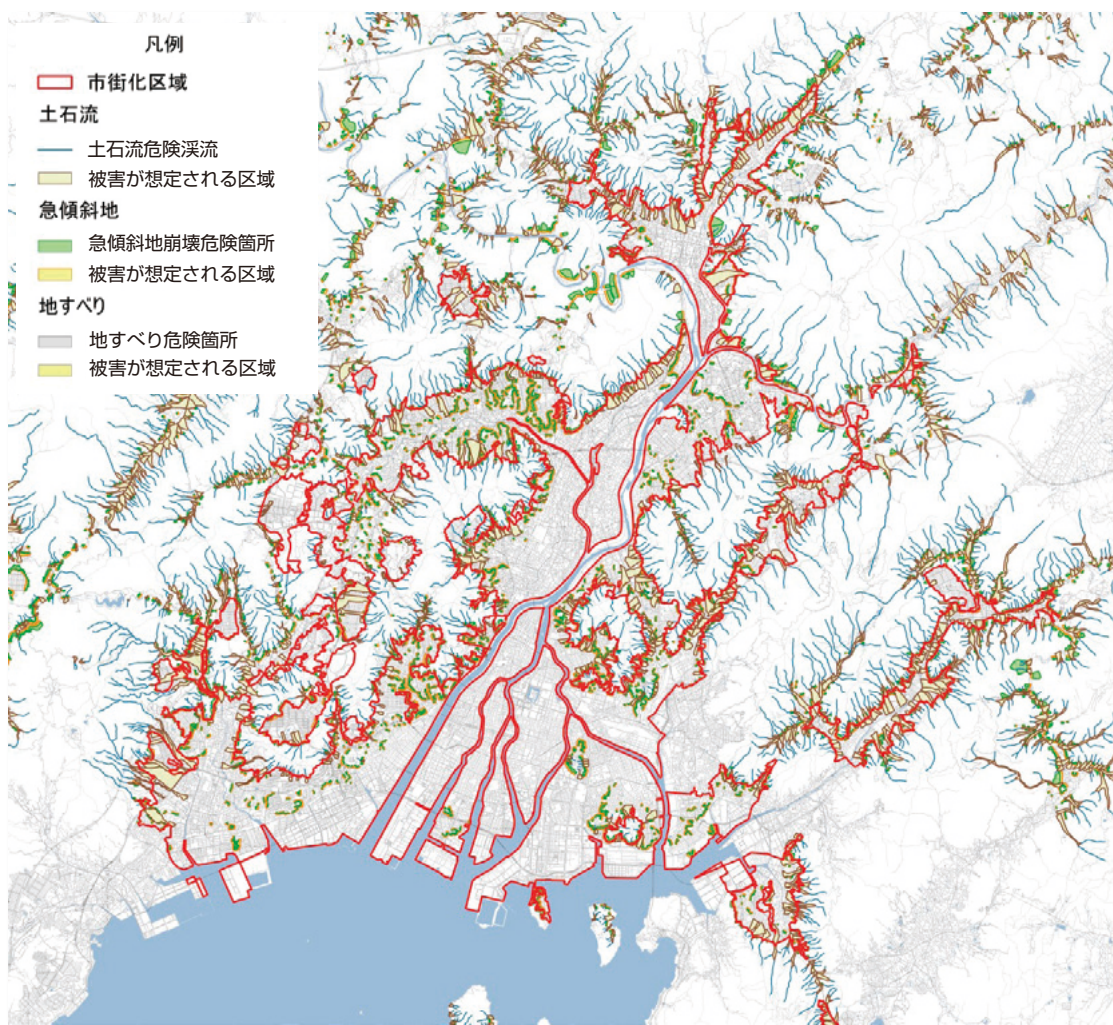 凡例
市街化区域
土石流
土石流危険渓流
被害が想定される区域
急傾斜地
急傾斜地崩壊危険箇所
被害が想定される区域
地すべり
地すべり危険箇所
被害が想定される区域